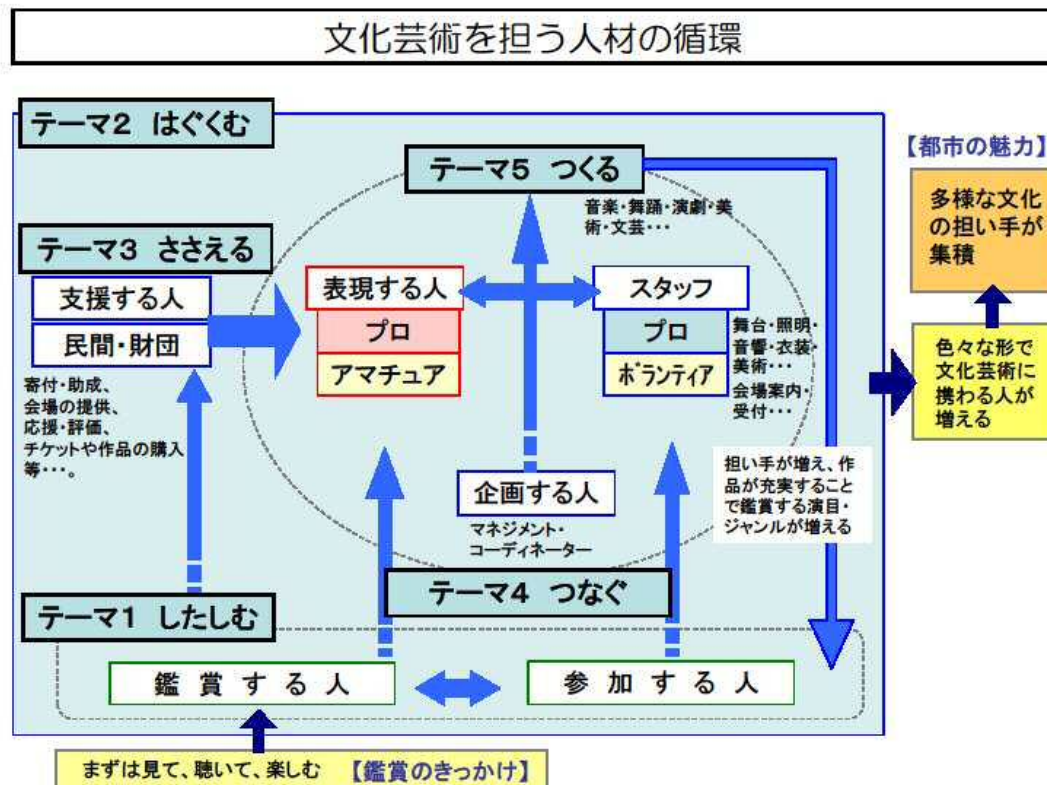 文化芸術を担う人材の循環
テーマ2 はぐくむ
テーマ5 つくる
音楽・舞踊・演劇・美
術・文芸・・・
テーマ3 ささえる
支援する人
民間・財団
寄付・助成、
会場の提供、
応援・評価、
チケットや作品の購入
等・・・。
表現する人
プロ
アマチュア
スタッフ
プロ
ボランティア
舞台・照明・
音響・衣装・
美術・・・
会場案内・
受付・・・
企画する人
マネジメント・
コーディネーター
担い手が増え、作
品が充実すること
で鑑賞する演目・
ジャンルが増える
テーマ4 つなぐ
テーマ1 したしむ
鑑賞する人
参加する人
まずは見て、聴いて、楽しむ 【鑑賞のきっかけ】
【都市の魅力】
多様な文化
の担い手が
集積
色々な形で
文化芸術に
携わる人が
増える